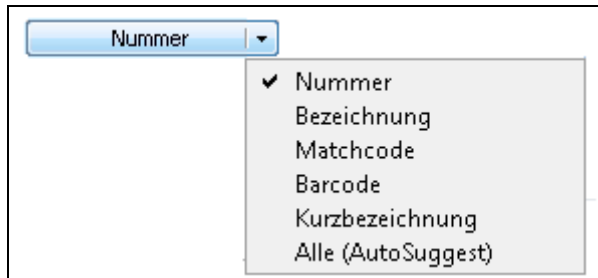 Nummer
Nummer
Bezeichnung
Matchcode
Barcode
Kurzbezeichnung
Alle (AutoSuggest)